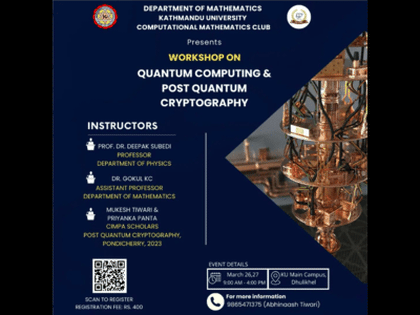 DEPARTMENT OF MATHEMATICS
KATHMANDU UNIVERSITY
COMPUTATIONAL MATHEMATICS CLUB
Presents
WORKSHOP ON
QUANTUM COMPUTING &
POST QUANTUM
CRYPTOGRAPHY
INSTRUCTORS
PROF. DR. DEEPAK SUBEDI
PROFESSOR
DEPARTMENT OF PHYSICS
DR. GOKUL KC
ASSISTANT PROFESSOR
DEPARTMENT OF MATHEMATICS
MUKESH TIWARI &
PRIYANKA PANTA
CIMPA SCHOLARS
POST QUANTUM CRYPTOGRAPHY,
PONDICHERRY, 2023
SCAN TO REGISTER
REGISTRATION FEE: RS. 400
EVENT DETAILS
March 26,27
9:00 AM - 4:00 PM
KU Main Campus,
Dhulikhel
For more information
9865471375 (Abhinaash Tiwari)